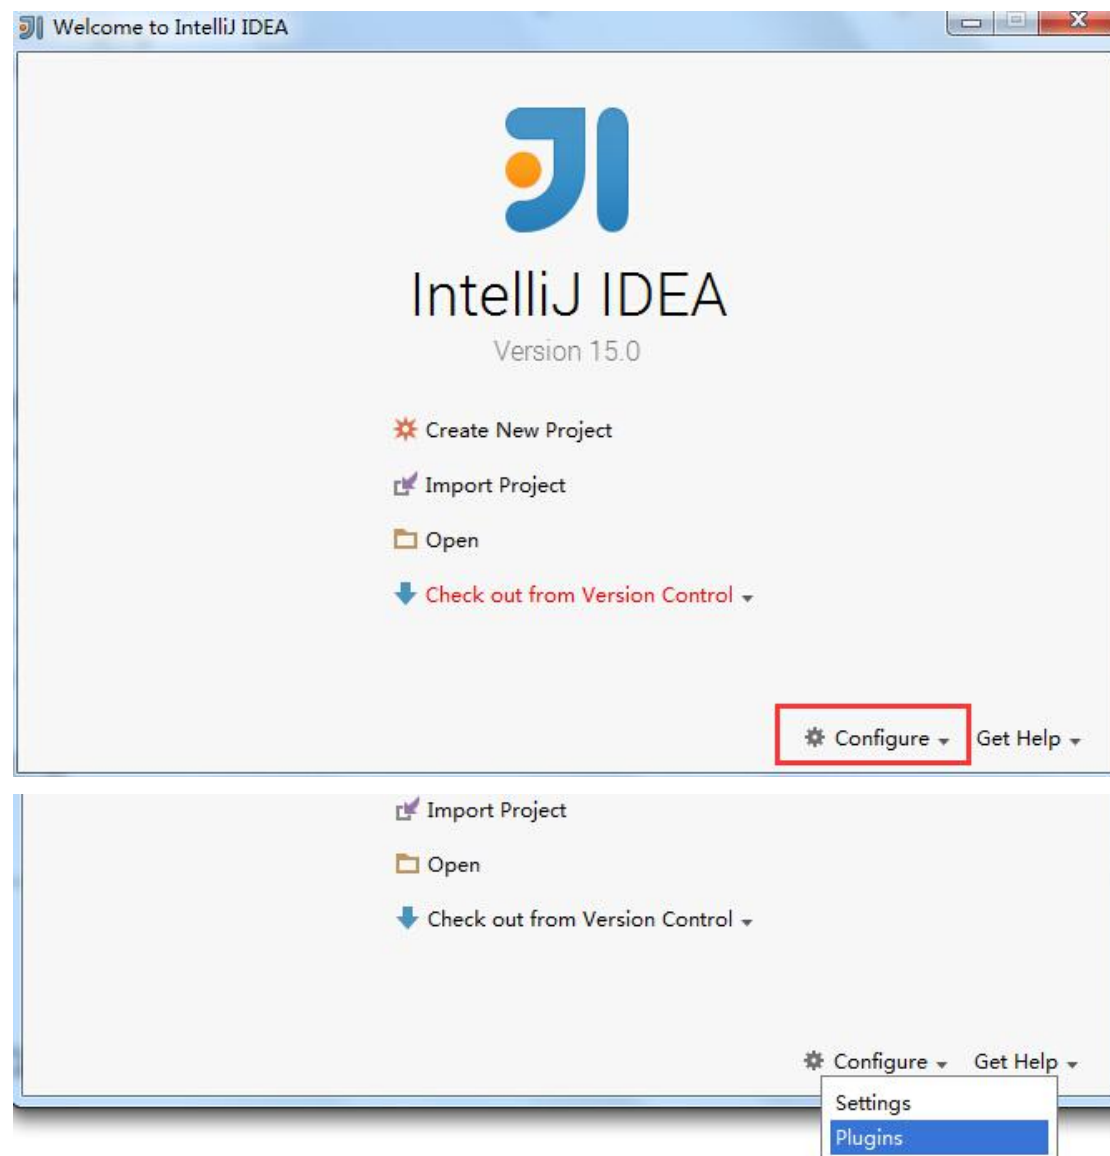 Welcome to IntelliJ IDEA
IntelliJ IDEA
Version 15.0
Create New Project
Import Project
Open
Check out from Version Control
Configure
Get Help
Import Project
Open
Check out from Version Control
Configure
Get Help
Settings
Plugins